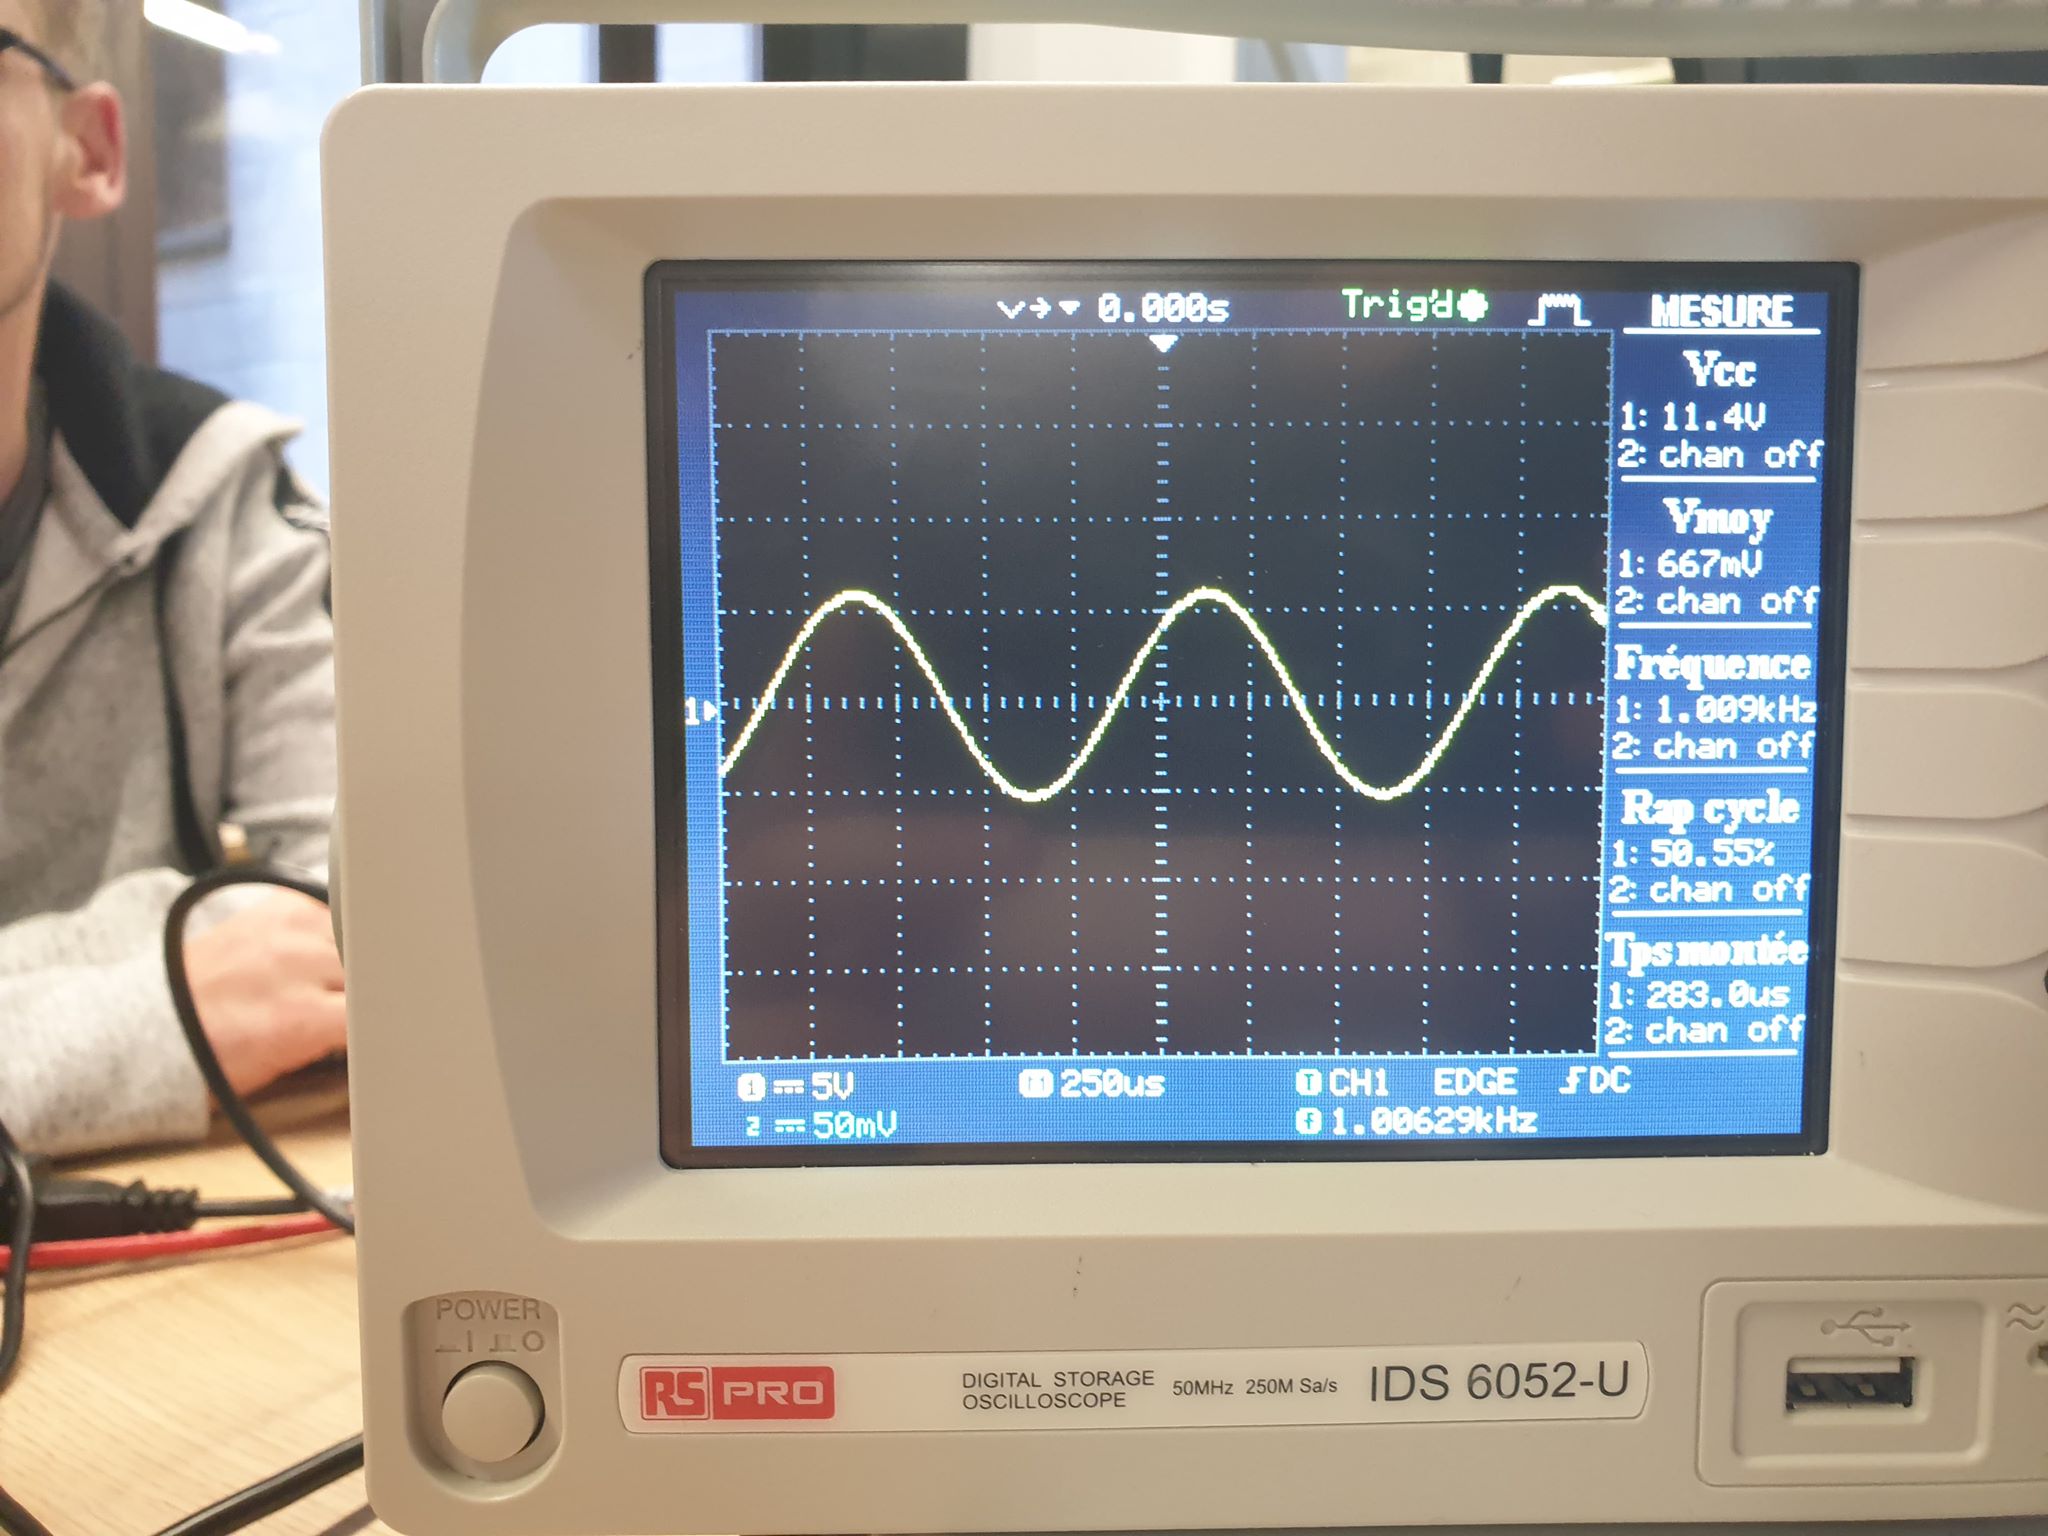 0.000s Trig'd MESURE
Vcc
1: 11.4V
2: chan off
Vmoy
1: 667mV
2: chan off
Fréquence
1: 1.009kHz
2: chan off
Rap cycle
1: 50.55%
2: chan off
Tps montée
1: 283.0us
2: chan off
1
1 5V 250us T CH1 EDGE DC
2 50mV f 1.00629kHz
POWER
RS PRO DIGITAL STORAGE OSCILLOSCOPE 50MHz 250M Sa/s IDS 6052-U